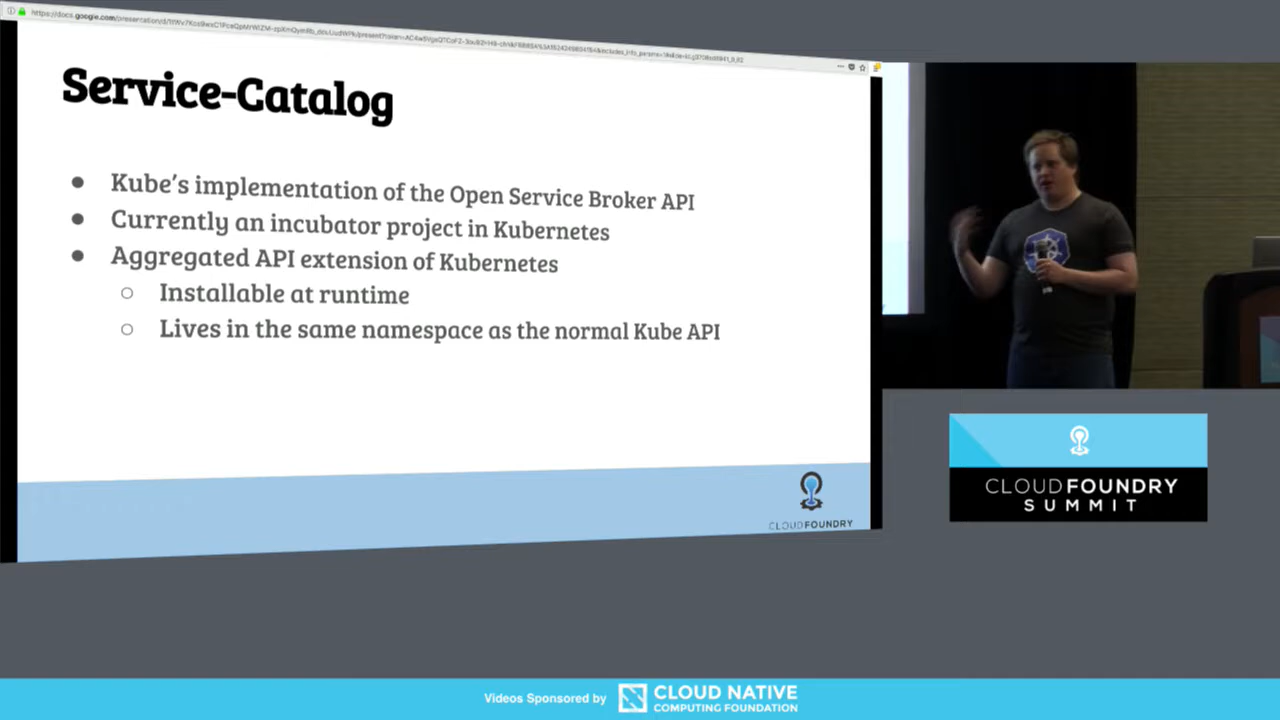 Service-Catalog
● Kube's implementation of the Open Service Broker API
● Currently an incubator project in Kubernetes
● Aggregated API extension of Kubernetes
○ Installable at runtime
○ Lives in the same namespace as the normal Kube API
CLOUDFOUNDRY
CLOUDFOUNDRY
SUMMIT
Videos Sponsored by
CLOUD NATIVE
COMPUTING FOUNDATION